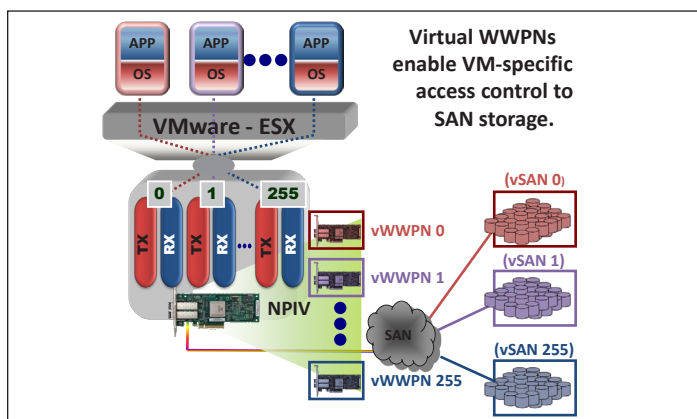 APP
OS
APP
OS
APP
OS
Virtual WWPNs
enable VM-specific
access control to
SAN storage.
VMware - ESX
0
1
255
TX
RX
TX
RX
TX
RX
NPIV
vWWPN 0
vWWPN 1
vWWPN 255
SAN
(vSAN 0)
(vSAN 1)
(vSAN 255)